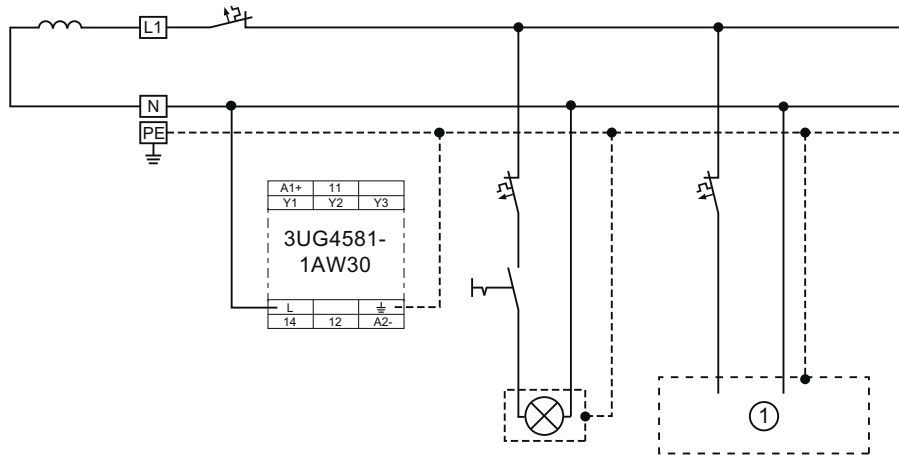 L1
N
PE
A1+ 11
Y1 Y2 Y3
3UG4581-
1AW30
L
14 12 A2-
1